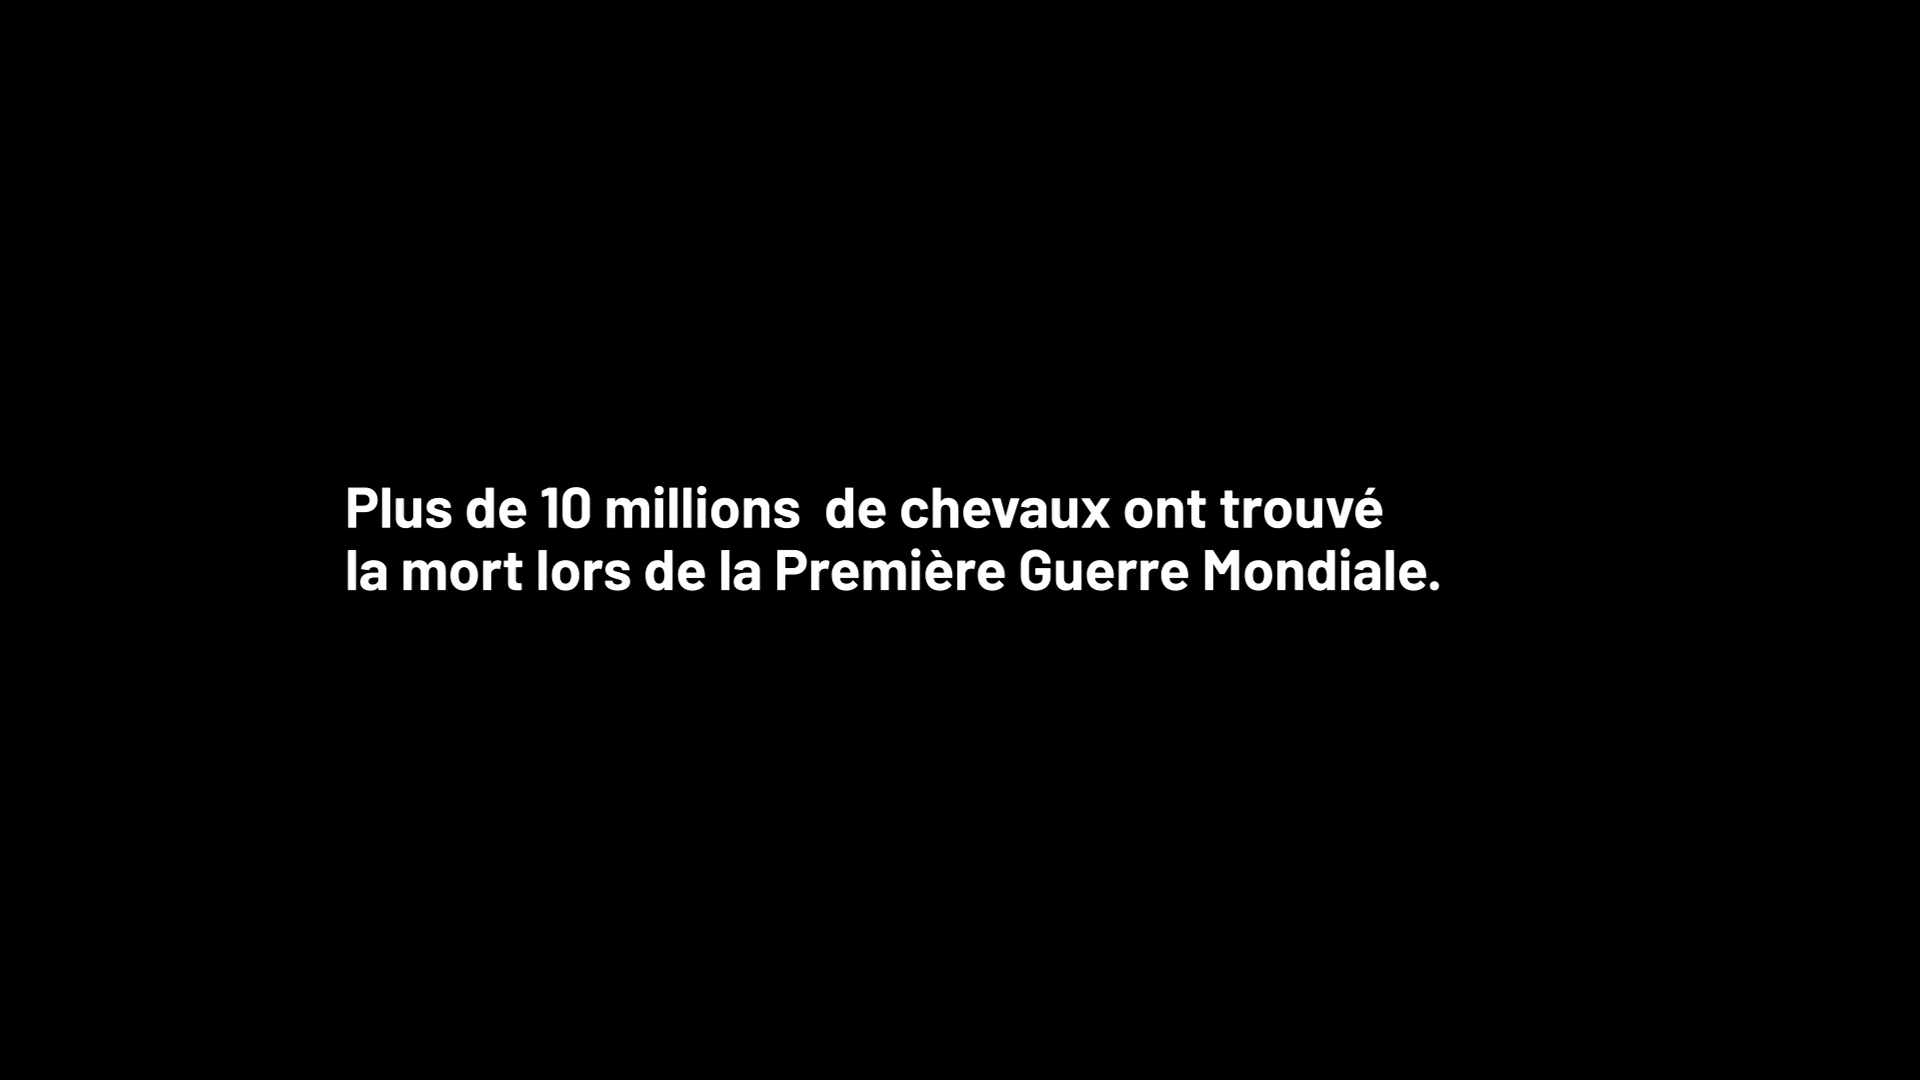 Plus de 10 millions  de chevaux ont trouvé
la mort lors de la Première Guerre Mondiale.